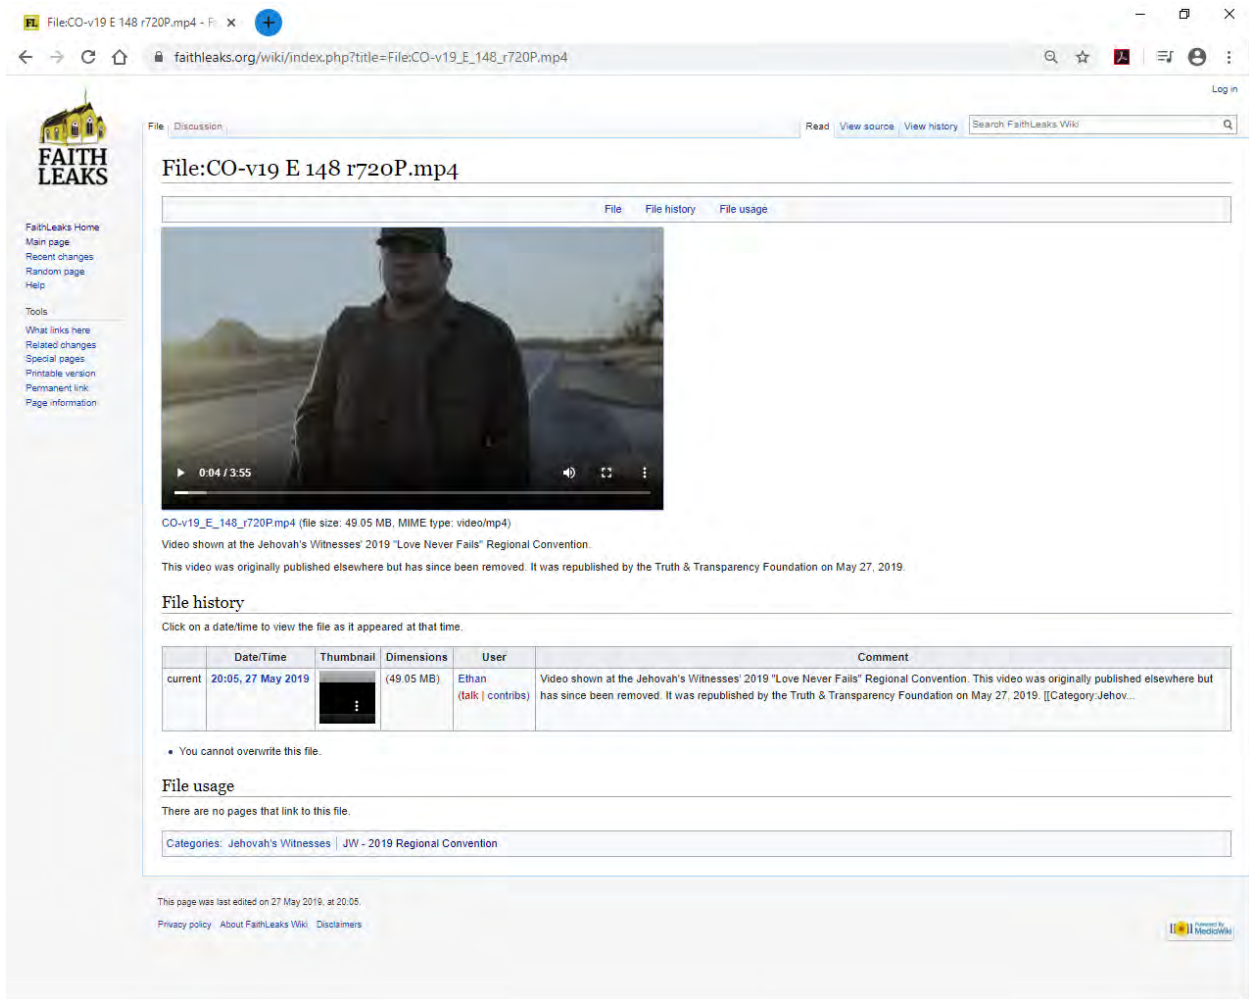 FL File:CO-v19 E 148 r720P.mp4 - F
faithleaks.org/wiki/index.php?title=File:CO-v19_E_148_r720P.mp4
Log in
FAITH
LEAKS
File Discussion Read View source View history Search FaithLeaks Wiki
File:CO-v19 E 148 r720P.mp4
File File history File usage
FaithLeaks Home
Main page
Recent changes
Random page
Help
Tools
What links here
Related changes
Special pages
Printable version
Permanent link
Page information
0:04 / 3:55
CO-v19_E_148_r720P.mp4 (file size: 49.05 MB, MIME type: video/mp4)
Video shown at the Jehovah's Witnesses' 2019 "Love Never Fails" Regional Convention.
This video was originally published elsewhere but has since been removed. It was republished by the Truth & Transparency Foundation on May 27, 2019.
File history
Click on a date/time to view the file as it appeared at that time.
Date/Time Thumbnail Dimensions User Comment
current 20:05, 27 May 2019 (49.05 MB) Ethan Video shown at the Jehovah's Witnesses' 2019 "Love Never Fails" Regional Convention. This video was originally published elsewhere but
(talk | contribs) has since been removed. It was republished by the Truth & Transparency Foundation on May 27, 2019. [[Category:Jehov...
• You cannot overwrite this file.
File usage
There are no pages that link to this file.
Categories: Jehovah's Witnesses | JW - 2019 Regional Convention
This page was last edited on 27 May 2019, at 20:05.
Privacy policy About FaithLeaks Wiki Disclaimers
Powered By
MediaWiki